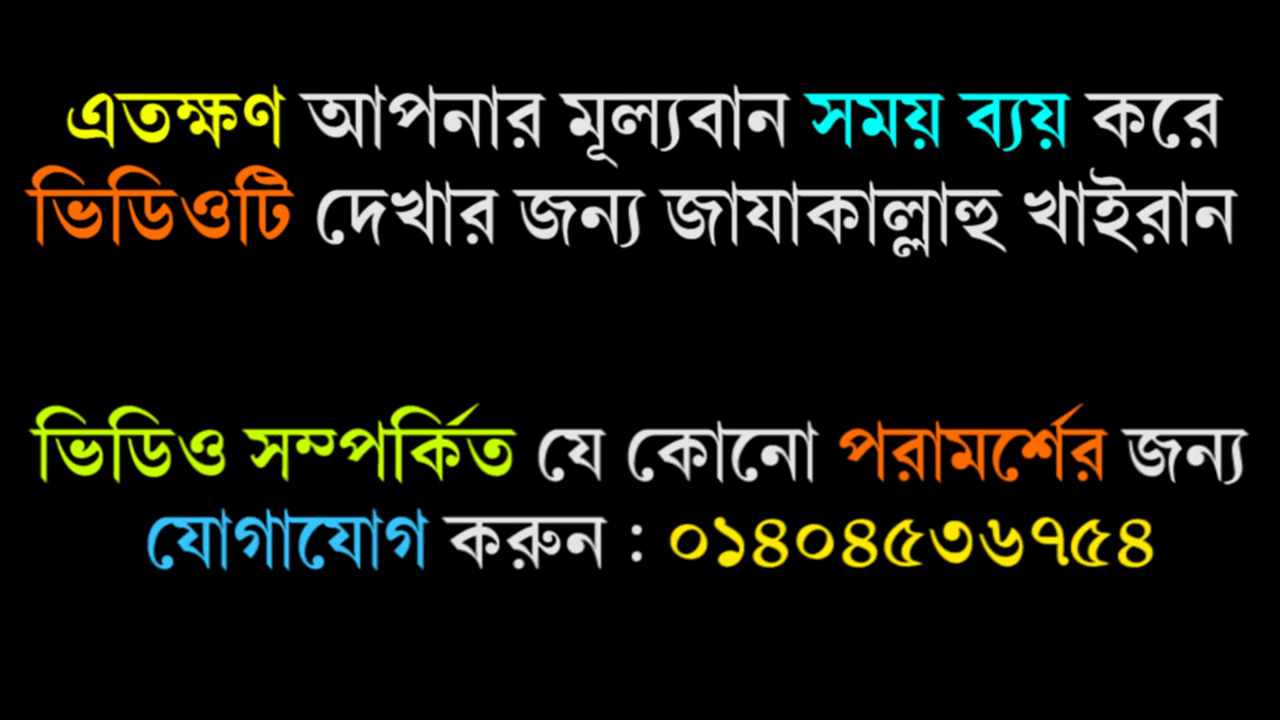 এতক্ষণ আপনার মূল্যবান সময় ব্যয় করে
ভিডিওটি দেখার জন্য জাযাকাল্লাহু খাইরান
ভিডিও সম্পর্কিত যে কোনো পরামর্শের জন্য
যোগাযোগ করুন : ০১৪০৪৫৩৬৭৫৪